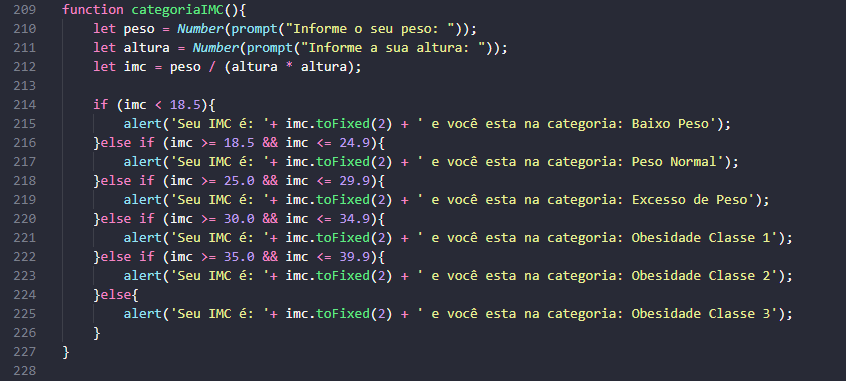 209 function categoriaIMC(){
210     let peso = Number(prompt("Informe o seu peso: "));
211     let altura = Number(prompt("Informe a sua altura: "));
212     let imc = peso / (altura * altura);
213
214     if (imc < 18.5){
215         alert('Seu IMC é: '+ imc.toFixed(2) + ' e você esta na categoria: Baixo Peso');
216     }else if (imc >= 18.5 && imc <= 24.9){
217         alert('Seu IMC é: '+ imc.toFixed(2) + ' e você esta na categoria: Peso Normal');
218     }else if (imc >= 25.0 && imc <= 29.9){
219         alert('Seu IMC é: '+ imc.toFixed(2) + ' e você esta na categoria: Excesso de Peso');
220     }else if (imc >= 30.0 && imc <= 34.9){
221         alert('Seu IMC é: '+ imc.toFixed(2) + ' e você esta na categoria: Obesidade Classe 1');
222     }else if (imc >= 35.0 && imc <= 39.9){
223         alert('Seu IMC é: '+ imc.toFixed(2) + ' e você esta na categoria: Obesidade Classe 2');
224     }else{
225         alert('Seu IMC é: '+ imc.toFixed(2) + ' e você esta na categoria: Obesidade Classe 3');
226     }
227 }
228